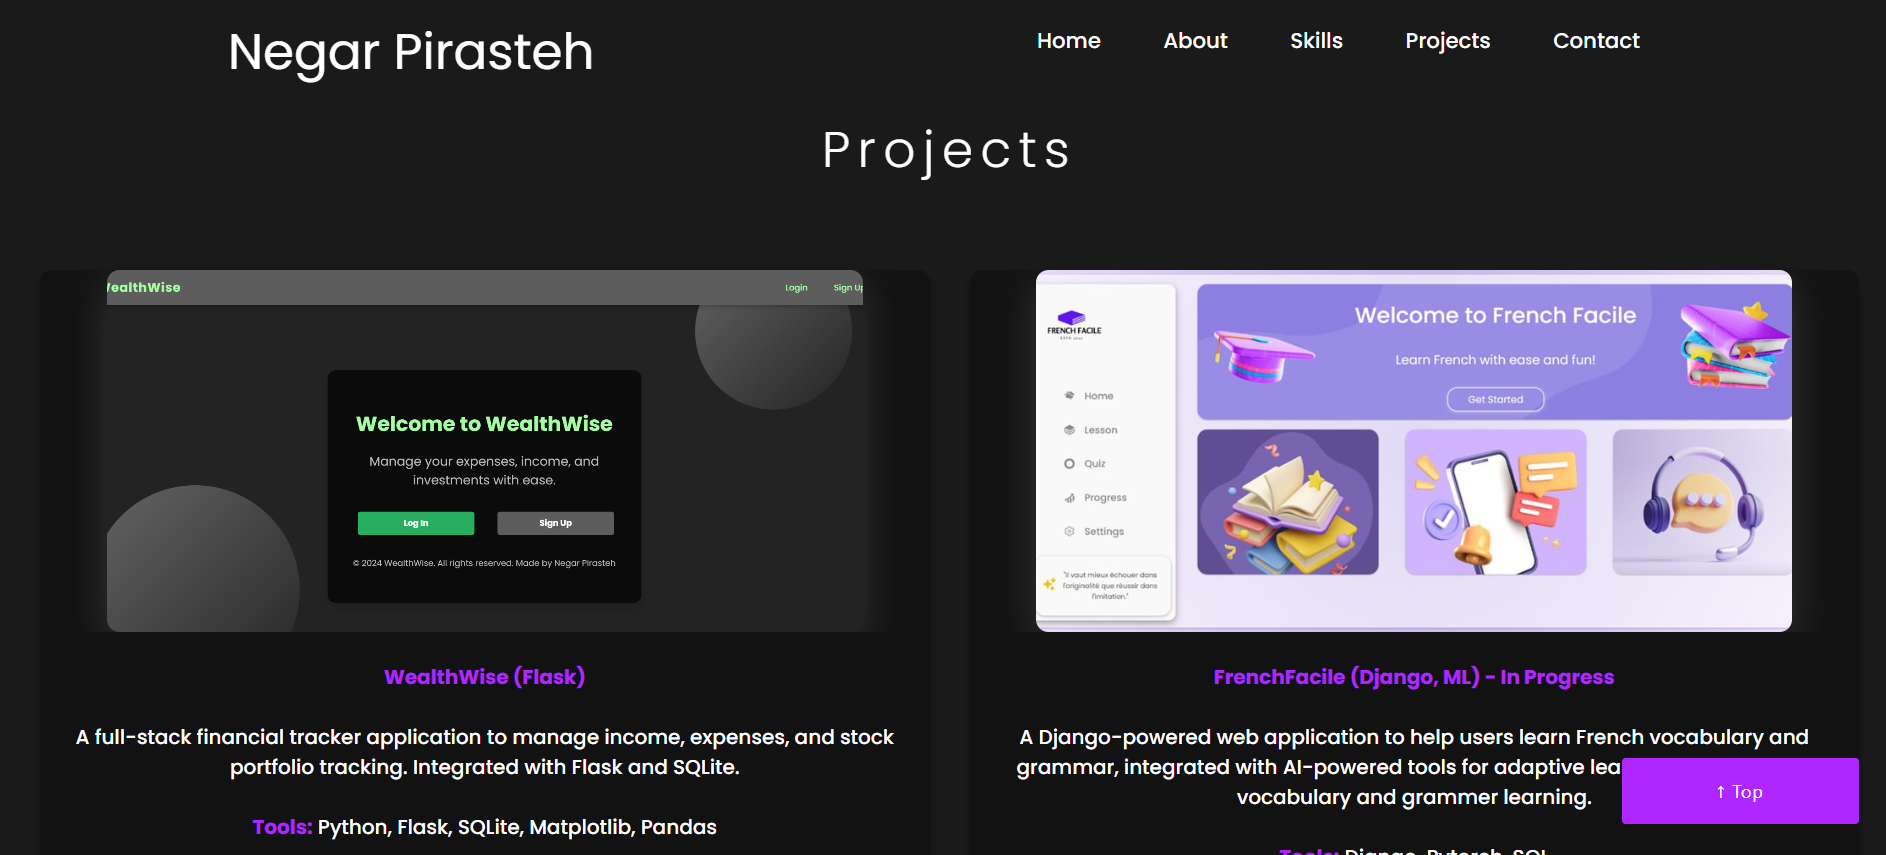 Negar Pirasteh
Home About Skills Projects Contact
Projects
ealthWise
Login Sign Up
Welcome to WealthWise
Manage your expenses, income, and
investments with ease.
Log In Sign Up
© 2024 WealthWise. All rights reserved. Made by Negar Pirasteh
WealthWise (Flask)
A full-stack financial tracker application to manage income, expenses, and stock
portfolio tracking. Integrated with Flask and SQLite.
Tools: Python, Flask, SQLite, Matplotlib, Pandas
FRENCH FACILE
Home
Lesson
Quiz
Progress
Settings
"Il vaut mieux échouer dans
l'originalité que réussir dans
l'imitation."
Welcome to French Facile
Learn French with ease and fun!
Get Started
FrenchFacile (Django, ML) - In Progress
A Django-powered web application to help users learn French vocabulary and
grammar, integrated with AI-powered tools for adaptive lea
vocabulary and grammer learning.
Tools: Django, Pytorch, SQL
↑ Top